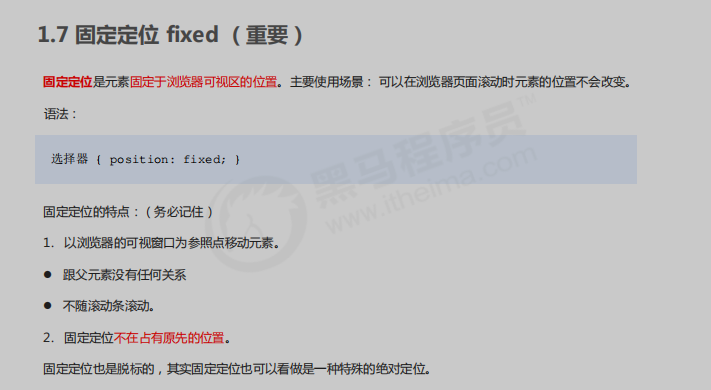 1.7 固定定位 fixed （ 重要 ）
固定定位是元素固定于浏览器可视区的位置。主要使用场景： 可以在浏览器页面滚动时元素的位置不会改变。
语法：
选择器 { position: fixed; }
固定定位的特点：（ 务必记住 ）
1. 以浏览器的可视窗口为参照点移动元素。
● 跟父元素没有任何关系
● 不随滚动条滚动。
2. 固定定位不在占有原先的位置。
固定定位也是脱标的，其实固定定位也可以看做是一种特殊的绝对定位。
黑马程序员™
www.itheima.com